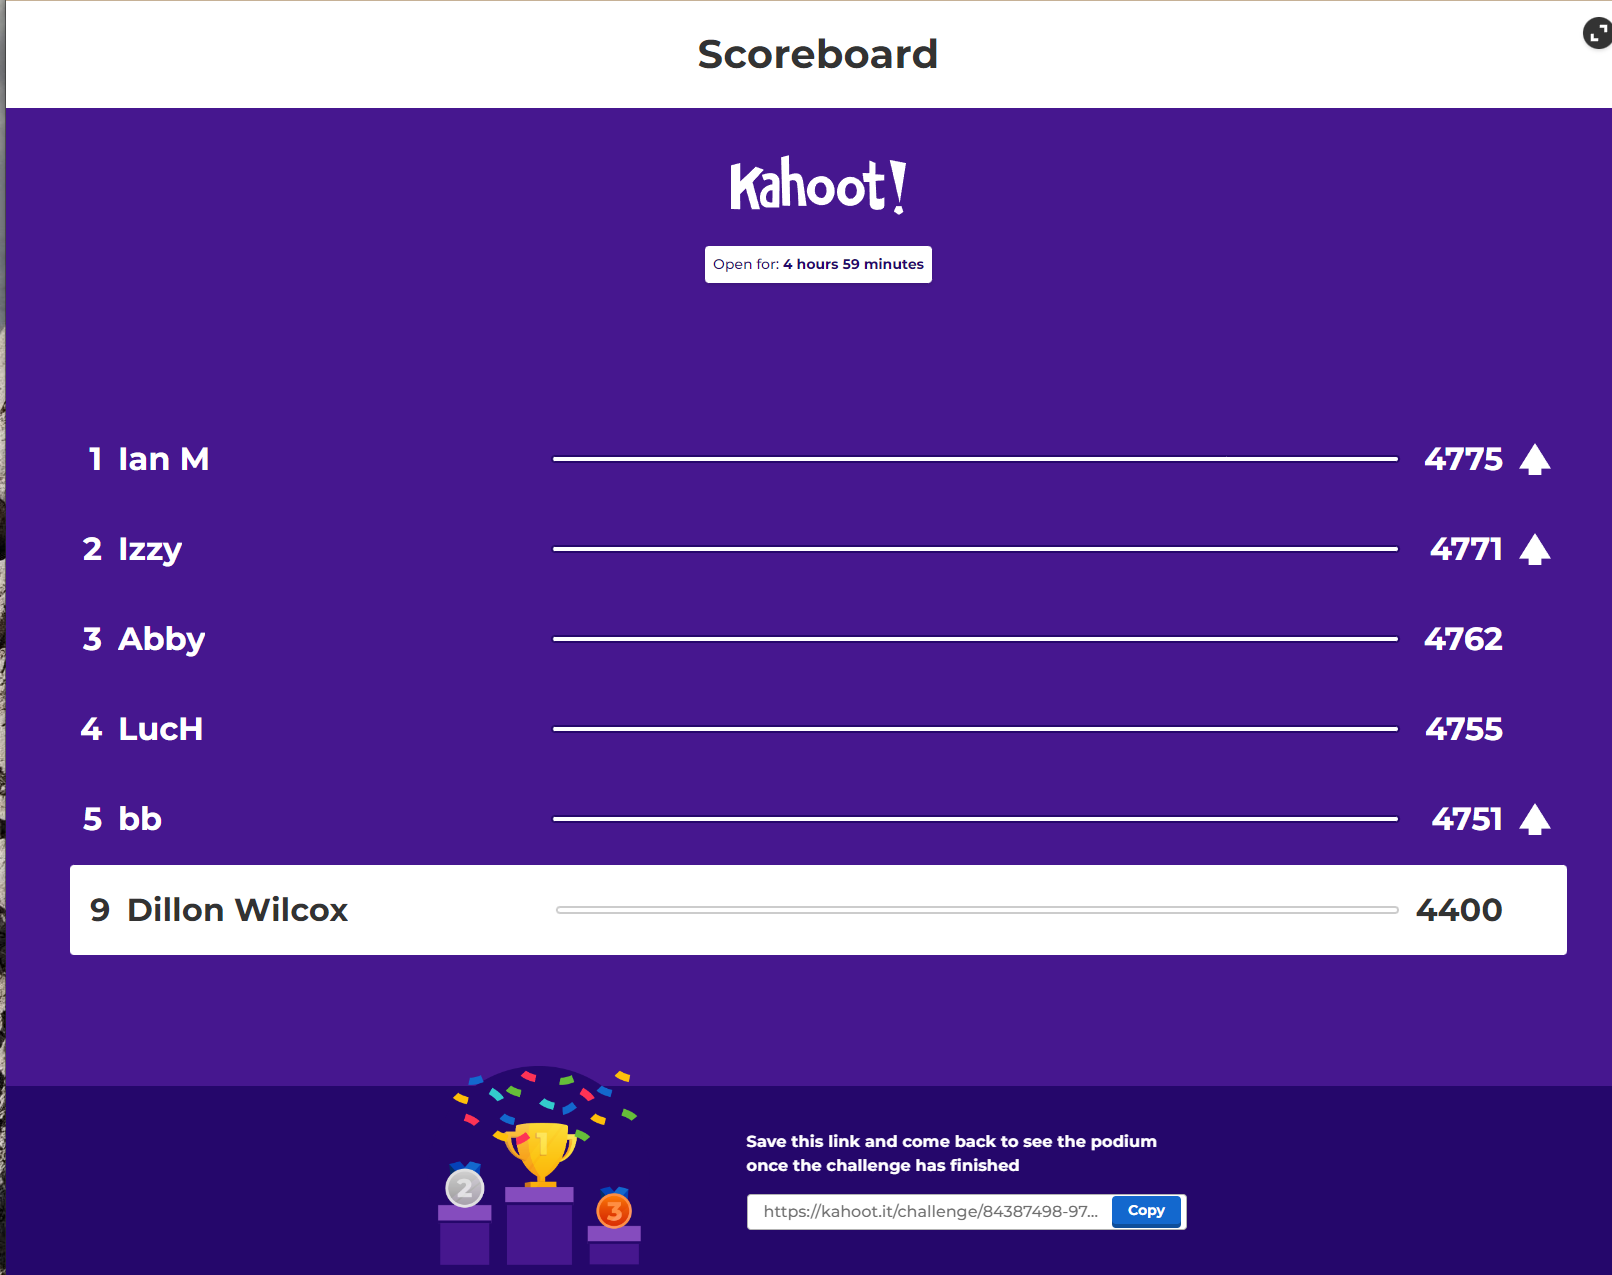 Scoreboard
Kahoot!
Open for: 4 hours 59 minutes
1 Ian M 4775
2 Izzy 4771
3 Abby 4762
4 LucH 4755
5 bb 4751
9 Dillon Wilcox 4400
1
2
3
Save this link and come back to see the podium
once the challenge has finished
https://kahoot.it/challenge/84387498-97... Copy